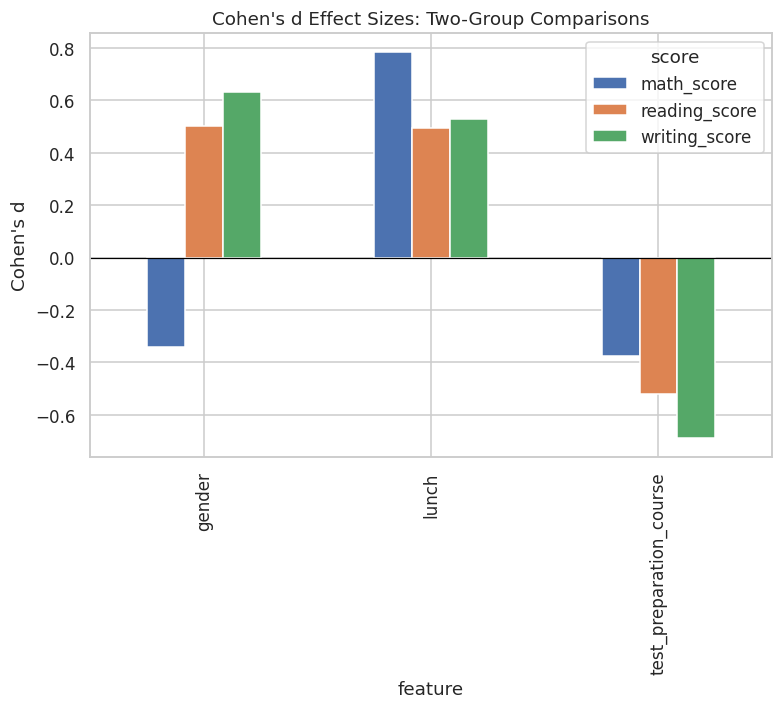 Cohen's d Effect Sizes: Two-Group Comparisons
score
math_score
reading_score
writing_score
0.8
0.6
0.4
0.2
0.0
−0.2
−0.4
−0.6
Cohen's d
gender
lunch
test_preparation_course
feature